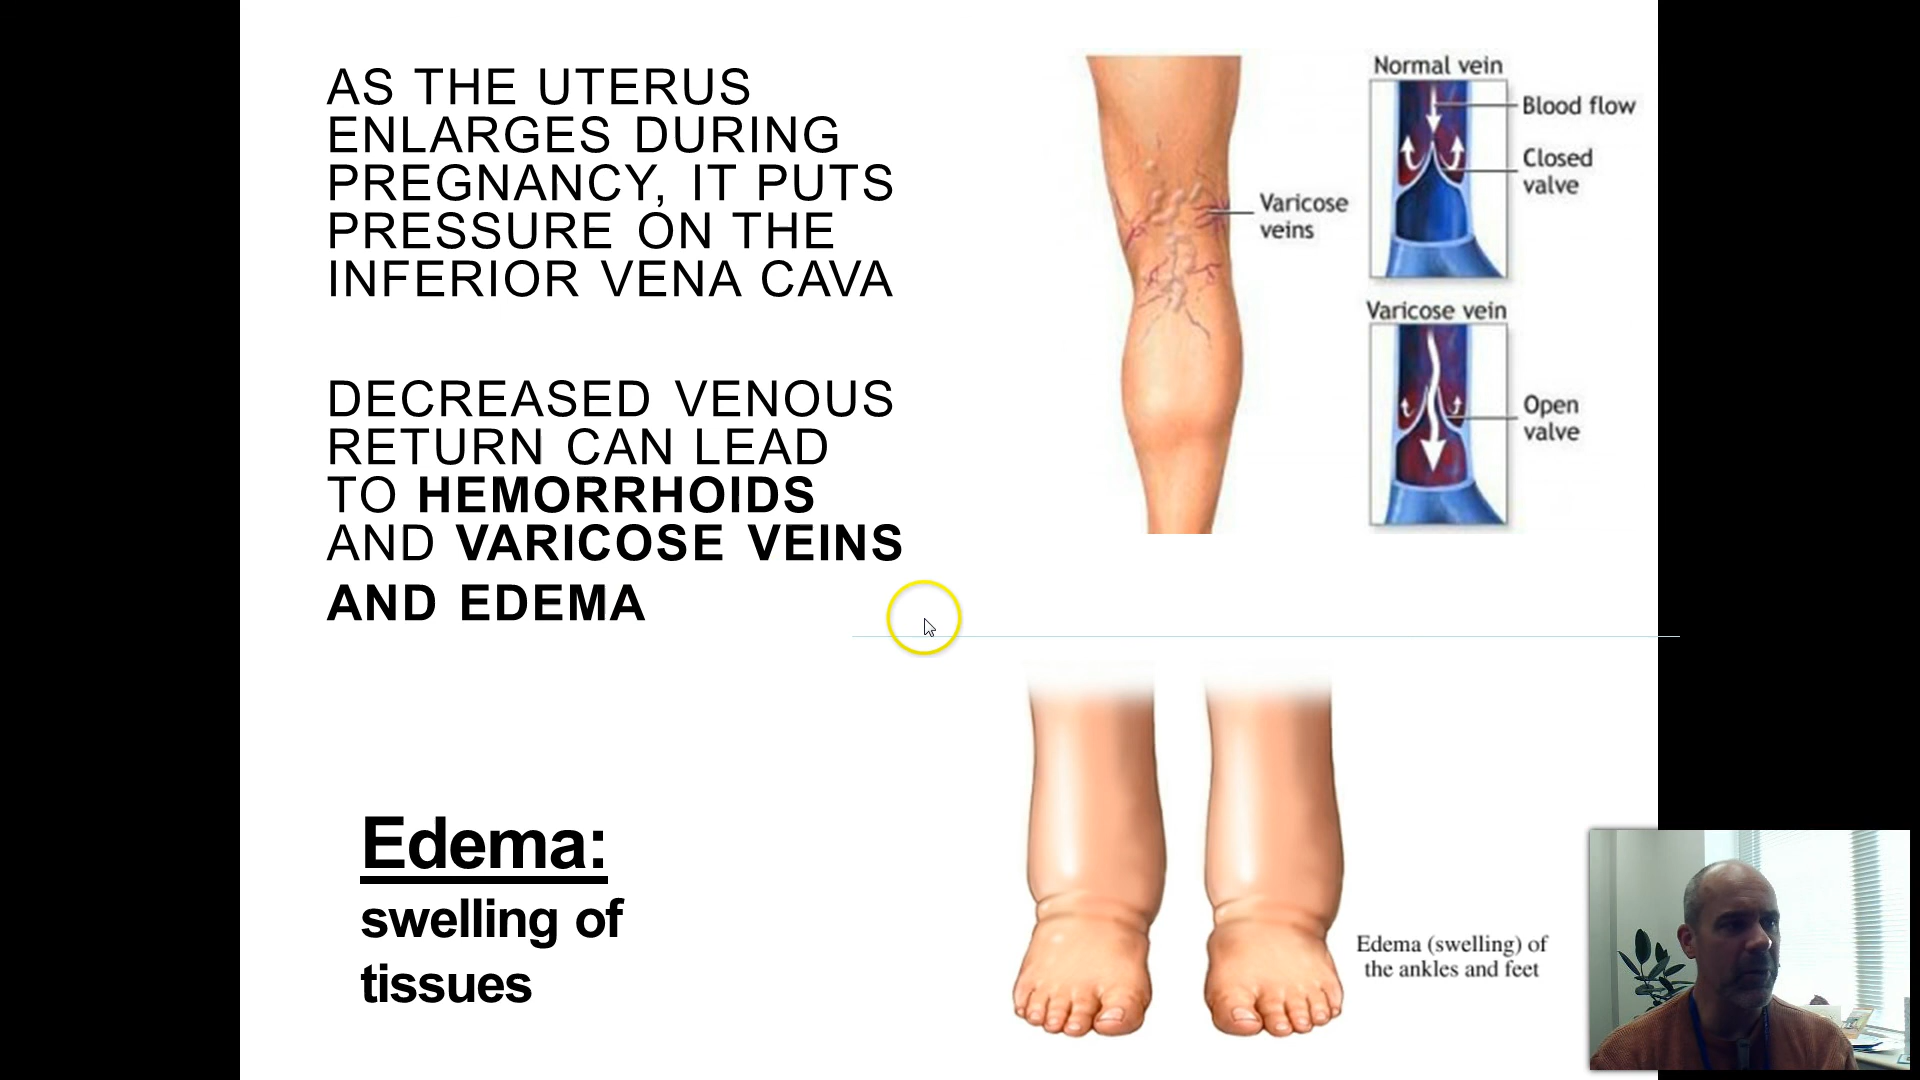 AS THE UTERUS
ENLARGES DURING
PREGNANCY, IT PUTS
PRESSURE ON THE
INFERIOR VENA CAVA
DECREASED VENOUS
RETURN CAN LEAD
TO HEMORRHOIDS
AND VARICOSE VEINS
AND EDEMA
Edema:
swelling of
tissues
Varicose
veins
Normal vein
Blood flow
Closed
valve
Varicose vein
Open
valve
Edema (swelling) of
the ankles and feet